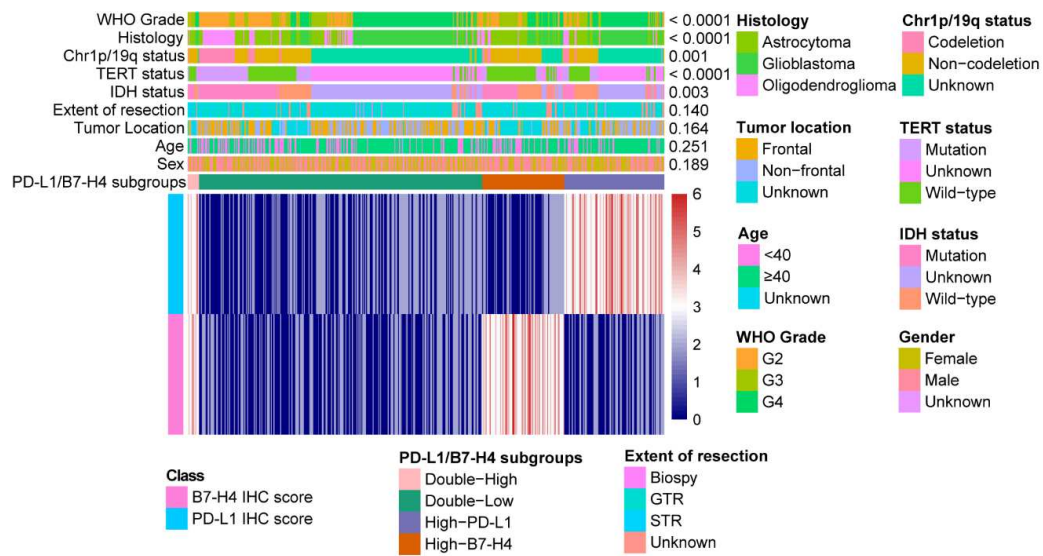 WHO Grade < 0.0001
Histology < 0.0001
Chr1p/19q status 0.001
TERT status < 0.0001
IDH status 0.003
Extent of resection 0.140
Tumor Location 0.164
Age 0.251
Sex 0.189
PD-L1/B7-H4 subgroups
6
5
4
3
2
1
0
Histology
Astrocytoma
Glioblastoma
Oligodendroglioma
Chr1p/19q status
Codeletion
Non-codeletion
Unknown
Tumor location
Frontal
Non-frontal
Unknown
TERT status
Mutation
Unknown
Wild-type
Age
<40
≥40
Unknown
IDH status
Mutation
Unknown
Wild-type
WHO Grade
G2
G3
G4
Gender
Female
Male
Unknown
Class
B7-H4 IHC score
PD-L1 IHC score
PD-L1/B7-H4 subgroups
Double-High
Double-Low
High-PD-L1
High-B7-H4
Extent of resection
Biospy
GTR
STR
Unknown